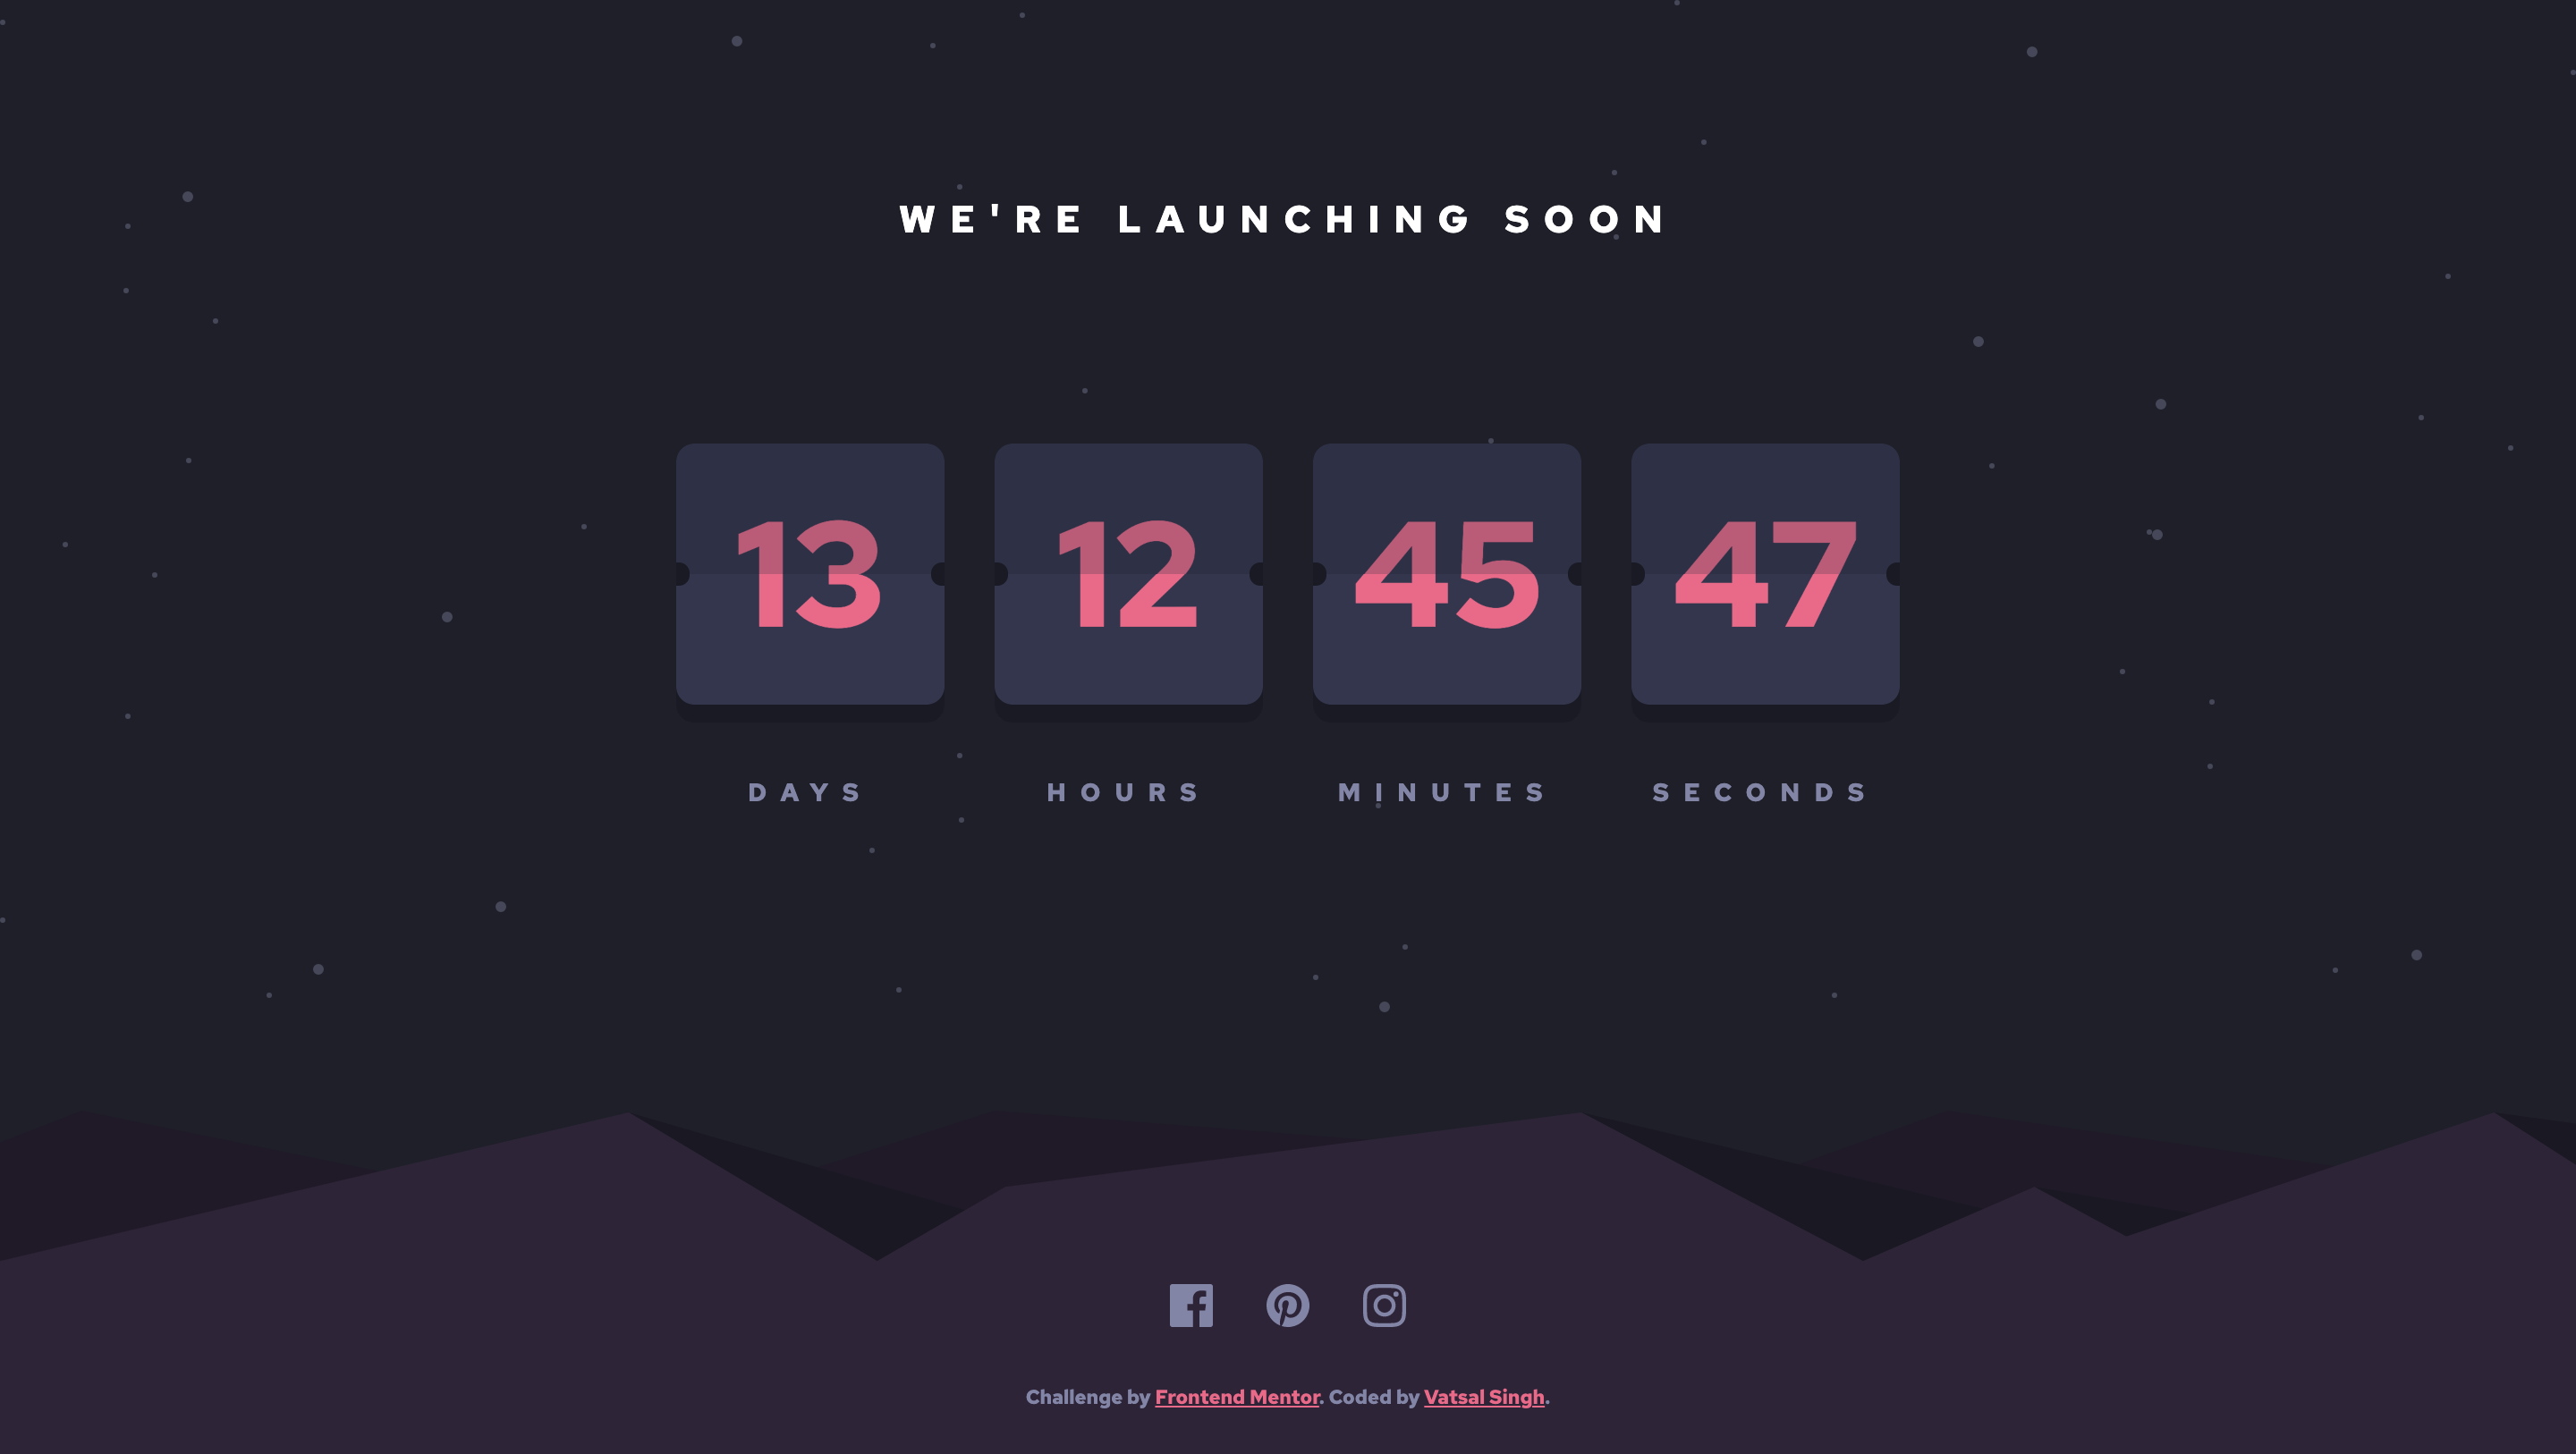 WE'RE LAUNCHING SOON
13 12 45 47
DAYS HOURS MINUTES SECONDS
Challenge by Frontend Mentor. Coded by Vatsal Singh.